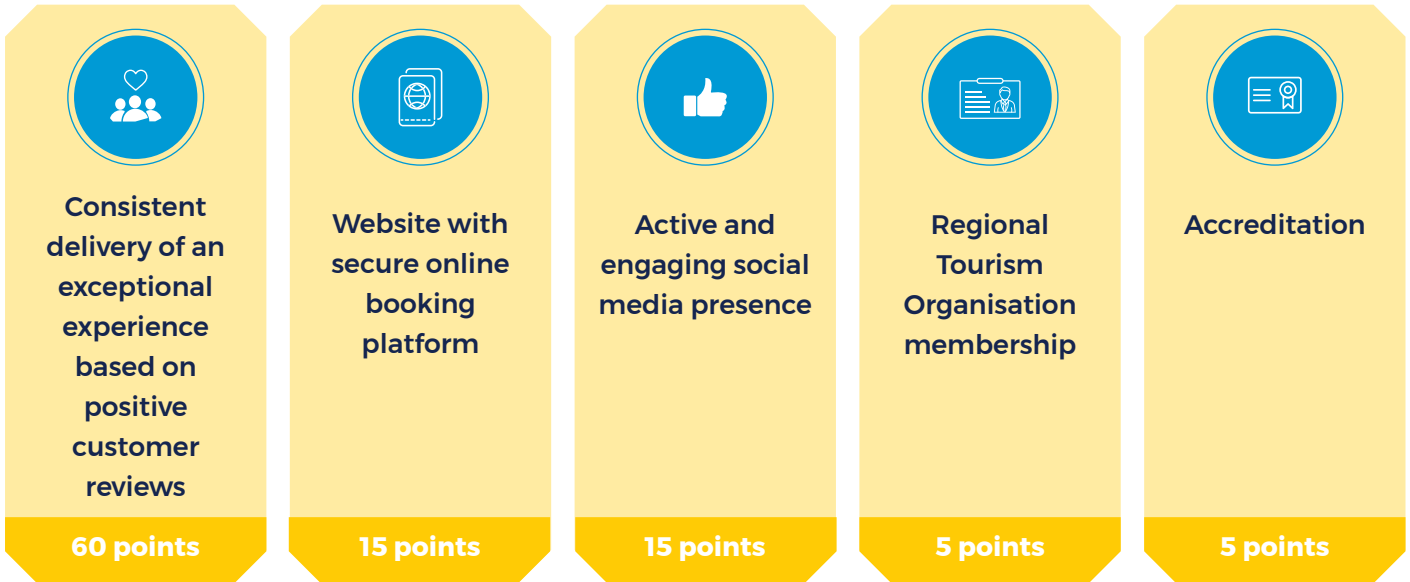 Consistent
delivery of an
exceptional
experience
based on
positive
customer
reviews
60 points
Website with
secure online
booking
platform
15 points
Active and
engaging social
media presence
15 points
Regional
Tourism
Organisation
membership
5 points
Accreditation
5 points